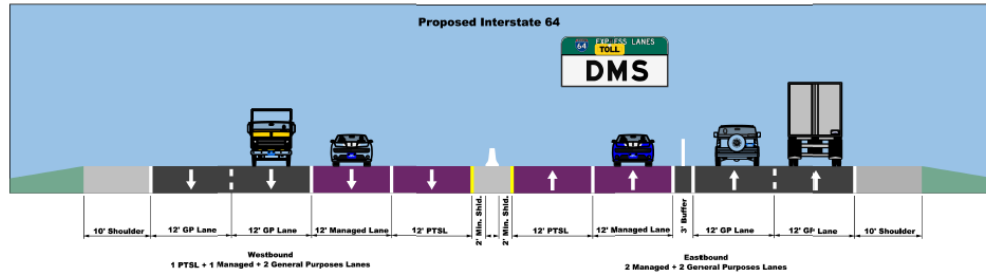 Proposed Interstate 64
64 EXPRESS LANES
TOLL
DMS
10' Shoulder
12' GP Lane
12' GP Lane
12' Managed Lane
12' PTSL
2' Min. Shld.
2' Min. Shld.
12' PTSL
12' Managed Lane
3' Buffer
12' GP Lane
12' GP Lane
10' Shoulder
Westbound
1 PTSL + 1 Managed + 2 General Purposes Lanes
Eastbound
2 Managed + 2 General Purposes Lanes